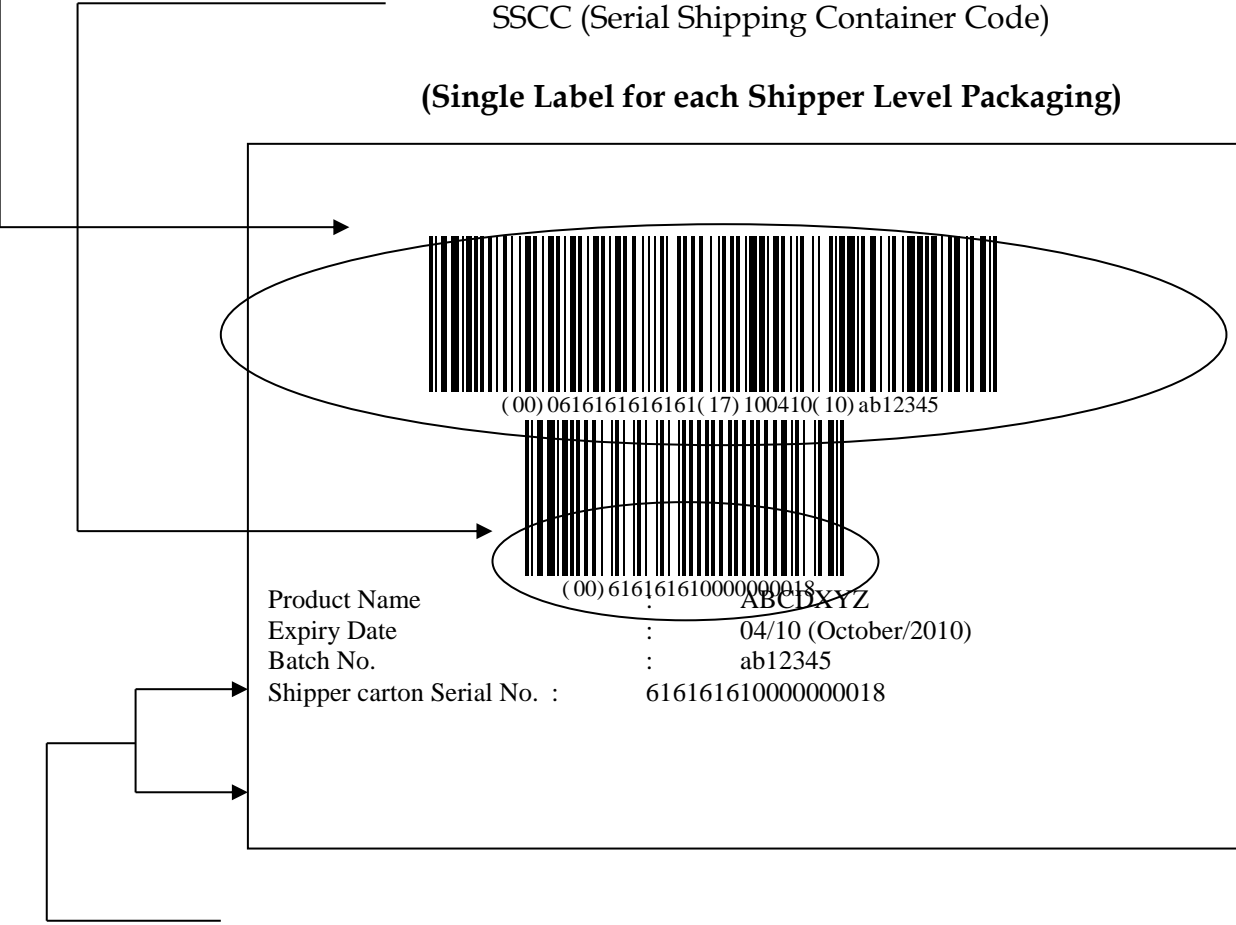 SSCC (Serial Shipping Container Code)
(Single Label for each Shipper Level Packaging)
(00)0616161616161(17)100410(10)ab12345
(00)616161610000000018
Product Name : ABCDXYZ
Expiry Date : 04/10 (October/2010)
Batch No. : ab12345
Shipper carton Serial No. : 616161610000000018